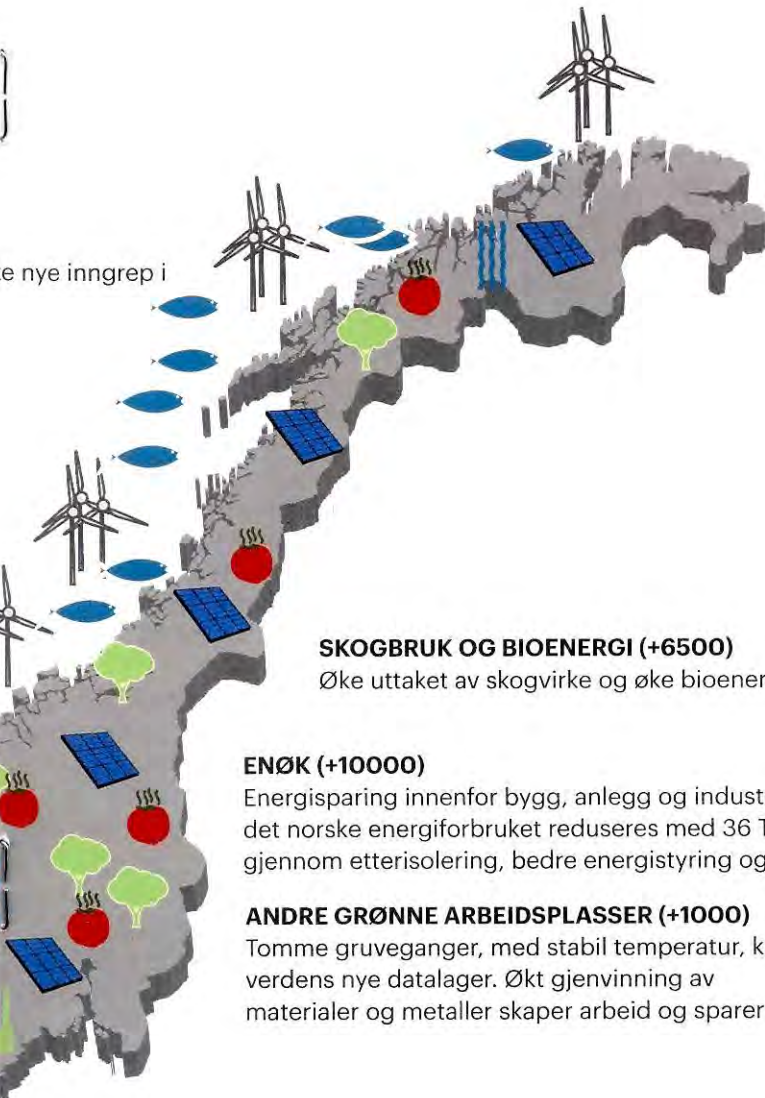 nye inngrep i
SKOGBRUK OG BIOENERGI (+6500)
Øke uttaket av skogvirke og øke
ENØK (+10000)
Energisparing innenfor bygg, anlegg og
det norske energiforbruket reduseres med 36
gjennom etterisolering, bedre energistyring og
ANDRE GRØNNE ARBEIDSPLASSER (+1000)
Tomme gruveganger, med stabil temperatur,
verdens nye datalager. Økt gjenvinning av
materialer og metaller skaper arbeid og sparer